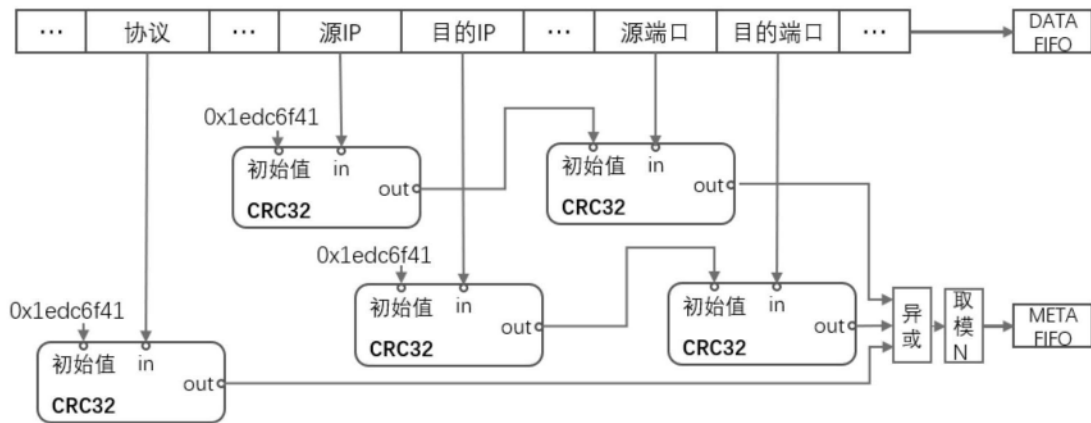 … 协议 … 源IP 目的IP … 源端口 目的端口 … DATA FIFO
0x1edc6f41
初始值 in out CRC32
初始值 in out CRC32
0x1edc6f41
初始值 in out CRC32
初始值 in out CRC32
异或
取模N
META FIFO
0x1edc6f41
初始值 in out CRC32